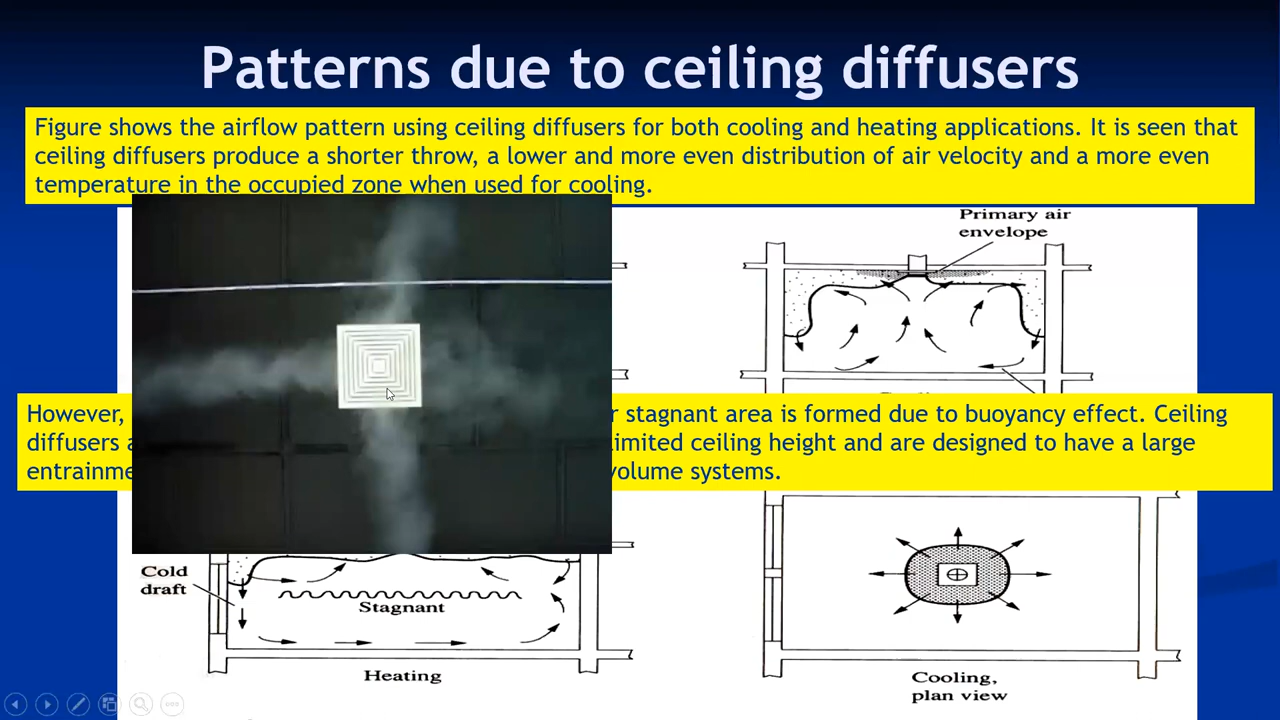 Patterns due to ceiling diffusers
Figure shows the airflow pattern using ceiling diffusers for both cooling and heating applications. It is seen that
ceiling diffusers produce a shorter throw, a lower and more even distribution of air velocity and a more even
temperature in the occupied zone when used for cooling.
Primary air
envelope
However,
stagnant area is formed due to buoyancy effect. Ceiling
diffusers
limited ceiling height and are designed to have a large
volume systems.
Cold
draft
Stagnant
Heating
Cooling,
plan view